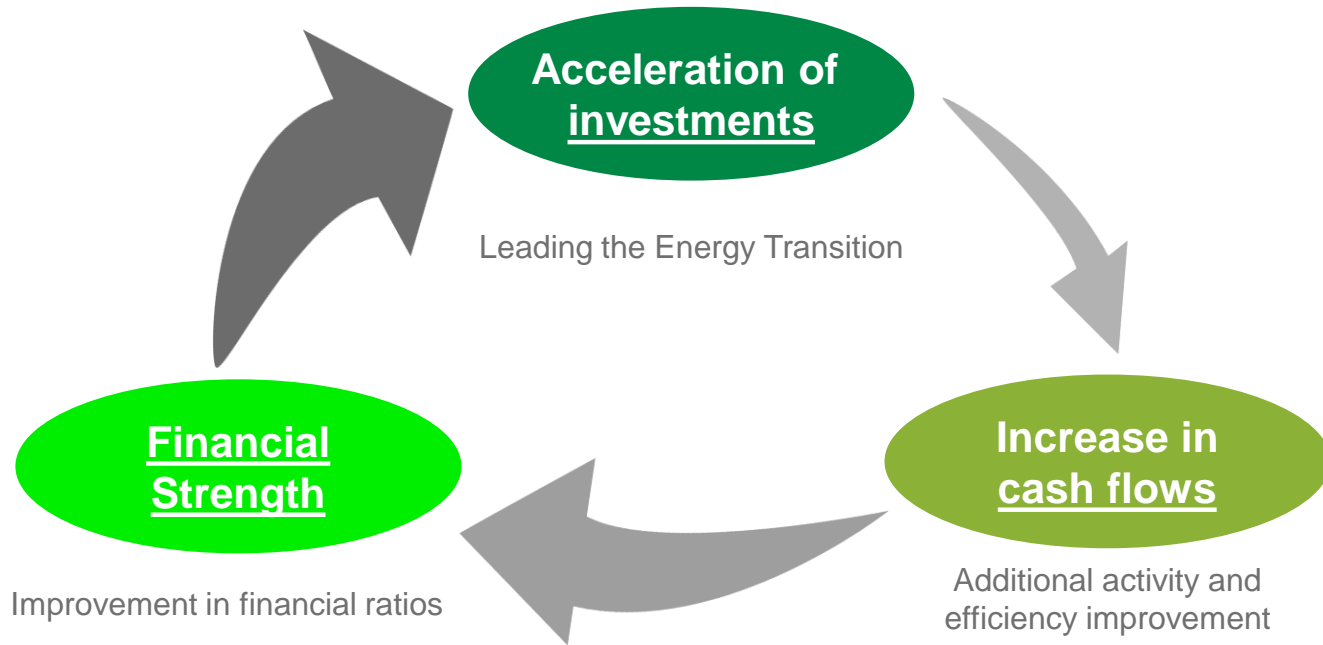 Acceleration of
investments
Leading the Energy Transition
Financial
Strength
Improvement in financial ratios
Increase in
cash flows
Additional activity and
efficiency improvement